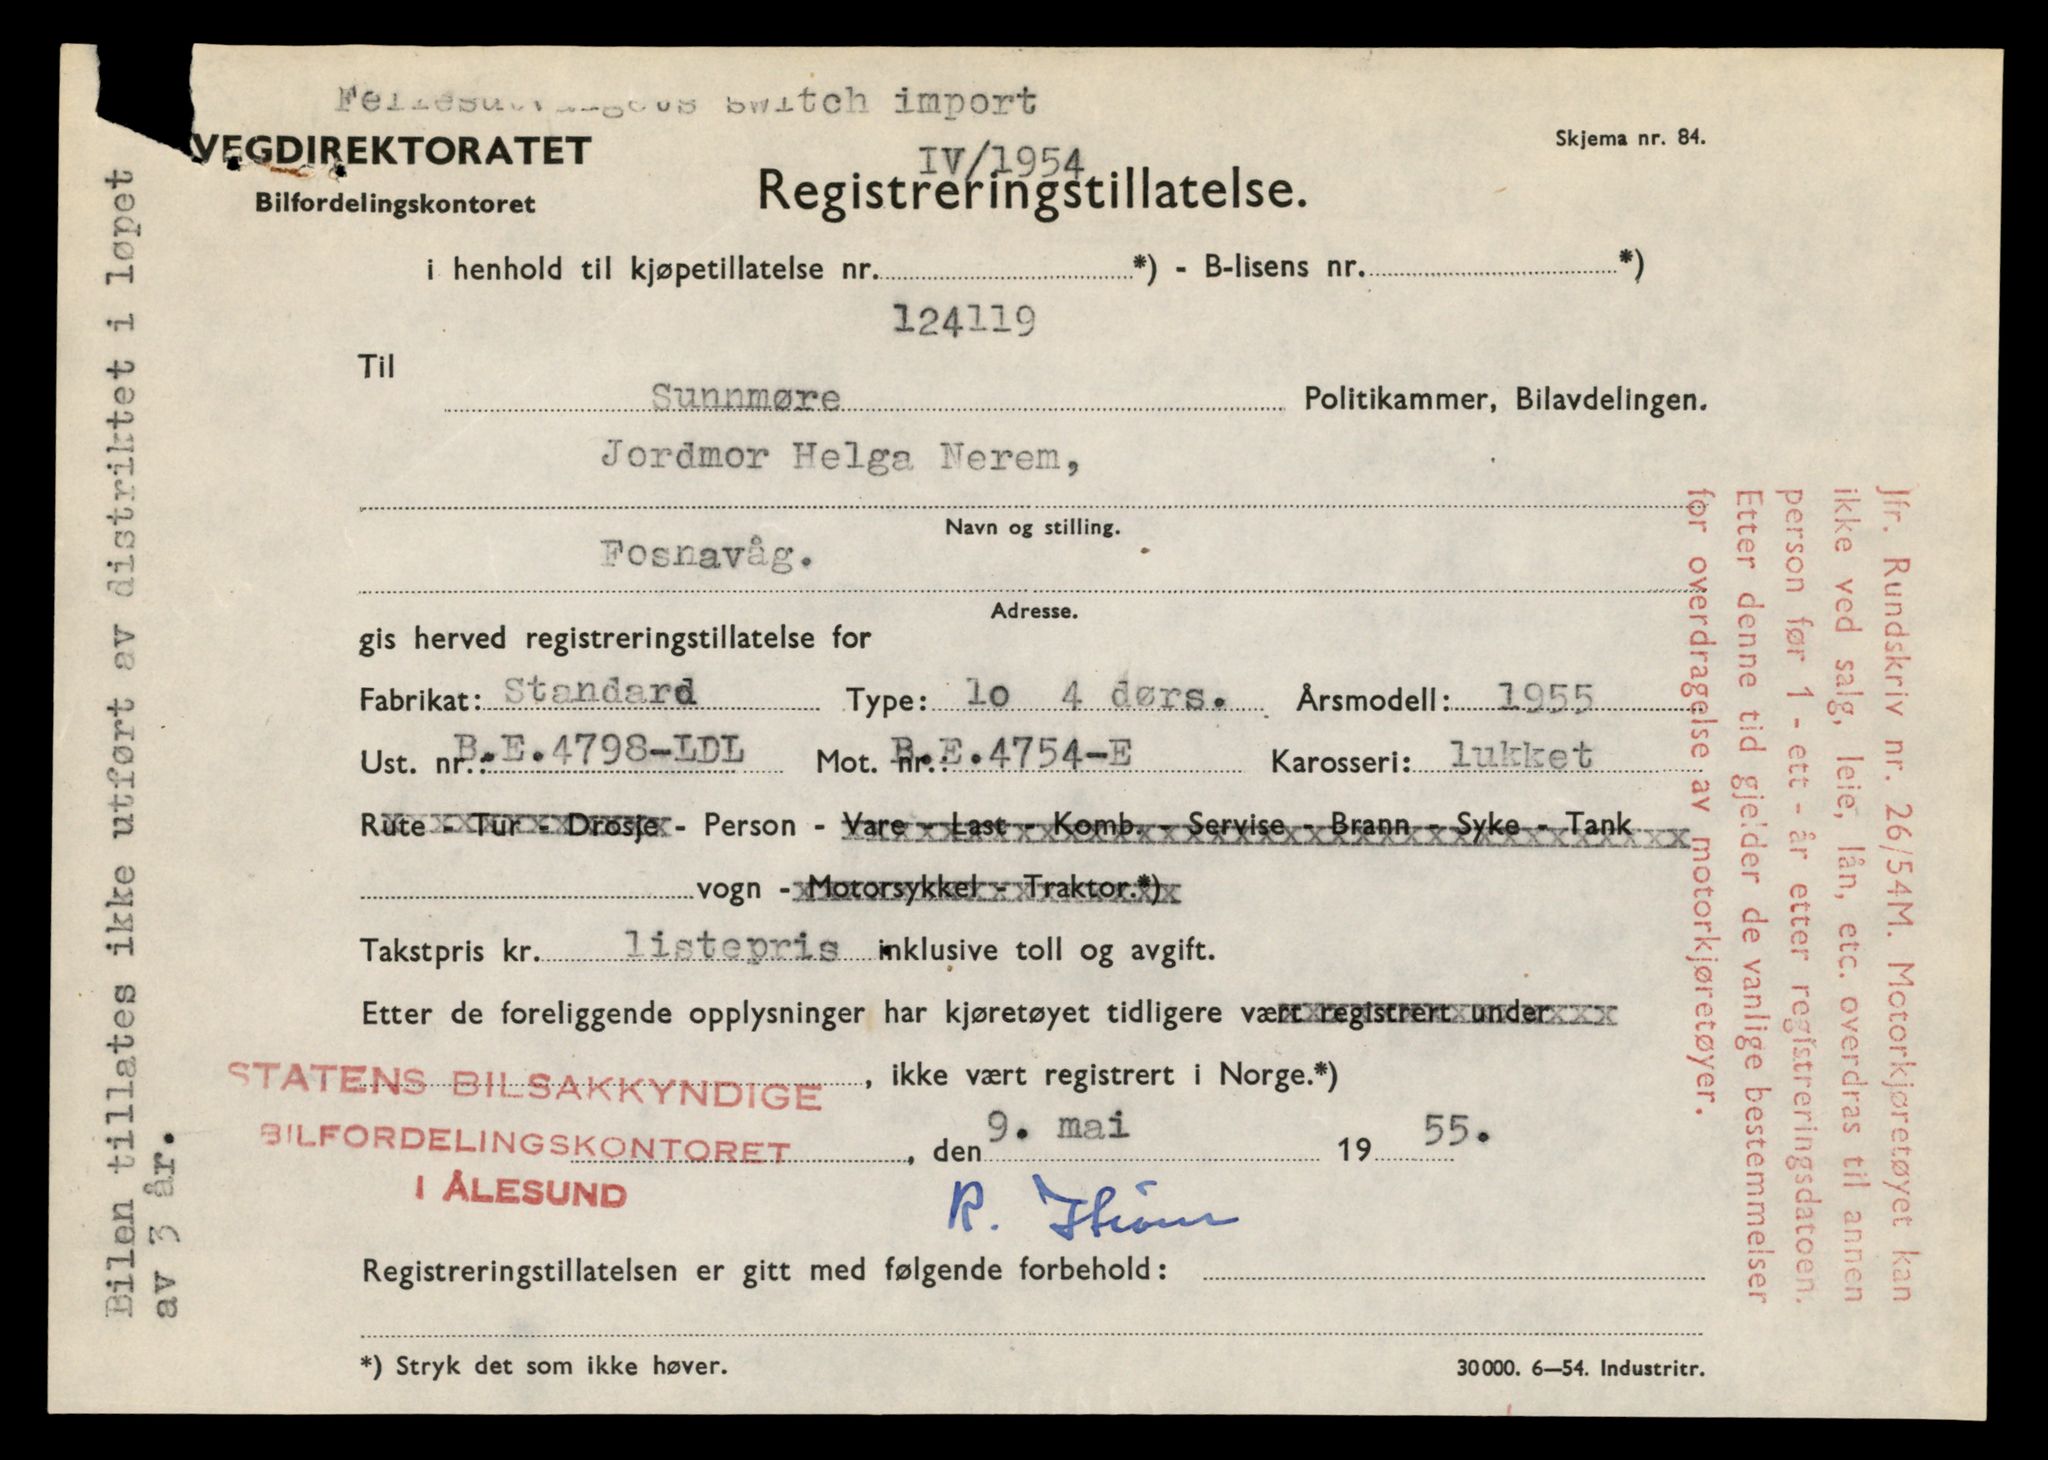 switch import
VEGDIREKTORATET
Bilfordelingskontoret
IV/1954
Skjema nr. 84.
Registreringstillatelse.
i henhold til kjøpetillatelse nr. *) - B-lisens nr. *)
124119
Til
Sunnmøre Politikammer, Bilavdelingen.
Jordmor Helga Nerem,
Navn og stilling.
Fosnavåg.
Adresse.
gis herved registreringstillatelse for
Fabrikat: Standard Type: lo 4 dørs. Årsmodell: 1955
Ust. nr.: B.E.4798-LDL Mot. nr.: B.E.4754-E Karosseri: lukket
Rute - Tur - Drosje - Person - Vare - Last - Komb. - Servise - Brann - Syke - Tank
vogn - Motorsykkel - Traktor.*)
Takstpris kr. listepris inklusive toll og avgift.
Etter de foreliggende opplysninger har kjøretøyet tidligere vært registrert under
, ikke vært registrert i Norge.*)
STATENS BILSAKKYNDIGE
BILFORDELINGSKONTORET
I ÅLESUND
, den 9. mai 19 55.
R.
Registreringstillatelsen er gitt med følgende forbehold:
*) Stryk det som ikke høver.
30000. 6—54. Industritr.
Bilen tillates ikke utført av distriktet i løpet
av 3 år.
Jfr. Rundskriv nr. 26/54M. Motorkjøretøyet kan
ikke ved salg, leie, lån, etc. overdras til annen
person før 1 - ett - år etter registreringsdatoen.
Etter denne tid gjelder de vanlige bestemmelser
for overdragelse av motorkjøretøyer.